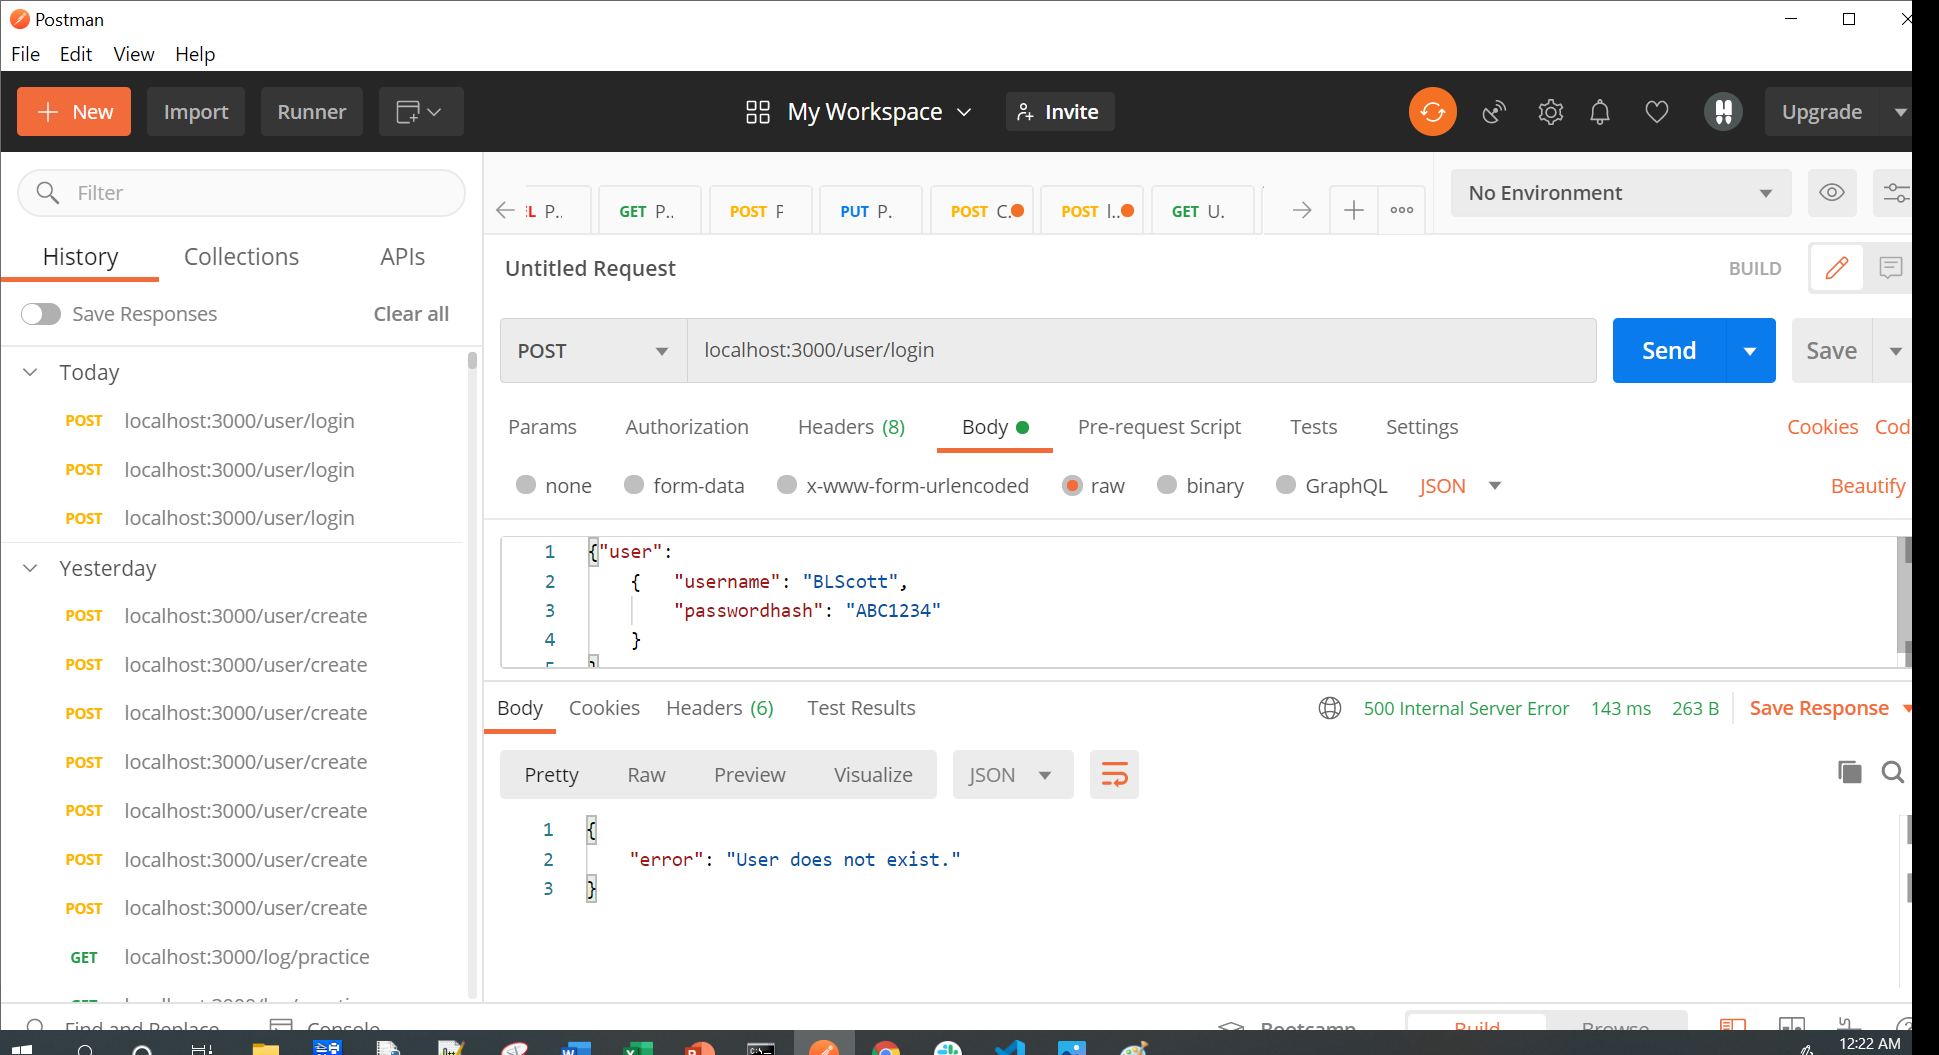 Postman
File Edit View Help
New Import Runner My Workspace Invite Upgrade
Filter
History Collections APIs
Save Responses Clear all
Today
POST localhost:3000/user/login
POST localhost:3000/user/login
POST localhost:3000/user/login
Yesterday
POST localhost:3000/user/create
POST localhost:3000/user/create
POST localhost:3000/user/create
POST localhost:3000/user/create
POST localhost:3000/user/create
POST localhost:3000/user/create
POST localhost:3000/user/create
GET localhost:3000/log/practice
Find and Replace Console
EL P.. GET P.. POST F PUT P. POST C. POST l.. GET U.
No Environment
Untitled Request BUILD
POST localhost:3000/user/login Send Save
Params Authorization Headers (8) Body Pre-request Script Tests Settings Cookies Cod
none form-data x-www-form-urlencoded raw binary GraphQL JSON Beautify
1 {"user":
2 { "username": "BLScott",
3 "passwordhash": "ABC1234"
4 }
5 }
Body Cookies Headers (6) Test Results 500 Internal Server Error 143 ms 263 B Save Response
Pretty Raw Preview Visualize JSON
1 {
2 "error": "User does not exist."
3 }
Bootcamp Build Browse
12:22 AM